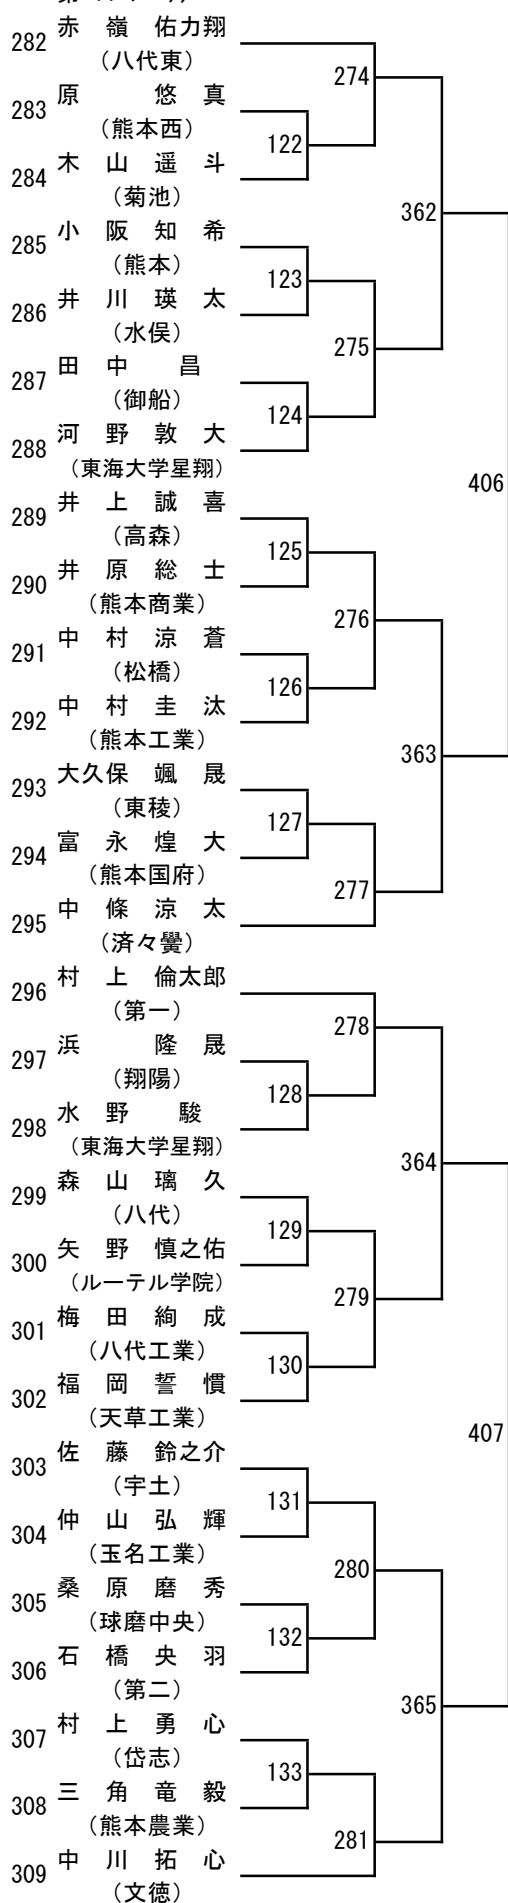 282 赤 嶺 佑力翔
（八代東）
274
283 原 悠 真
（熊本西）
122
284 木 山 遥 斗
（菊池）
362
285 小 阪 知 希
（熊本）
123
286 井 川 瑛 太
（水俣）
275
287 田 中 昌
（御船）
124
288 河 野 敦 大
（東海大学星翔）
406
289 井 上 誠 喜
（高森）
125
290 井 原 総 士
（熊本商業）
276
291 中 村 涼 蒼
（松橋）
126
292 中 村 圭 汰
（熊本工業）
363
293 大久保 颯 晟
（東稜）
127
294 富 永 煌 大
（熊本国府）
277
295 中 條 涼 太
（済々黌）
296 村 上 倫太郎
（第一）
278
297 浜 隆 晟
（翔陽）
128
298 水 野 駿
（東海大学星翔）
364
299 森 山 璃 久
（八代）
129
300 矢 野 慎之佑
（ルーテル学院）
279
301 梅 田 絢 成
（八代工業）
130
302 福 岡 誓 慣
（天草工業）
407
303 佐 藤 鈴之介
（宇土）
131
304 仲 山 弘 輝
（玉名工業）
280
305 桑 原 磨 秀
（球磨中央）
132
306 石 橋 央 羽
（第二）
365
307 村 上 勇 心
（岱志）
133
308 三 角 竜 毅
（熊本農業）
281
309 中 川 拓 心
（文徳）